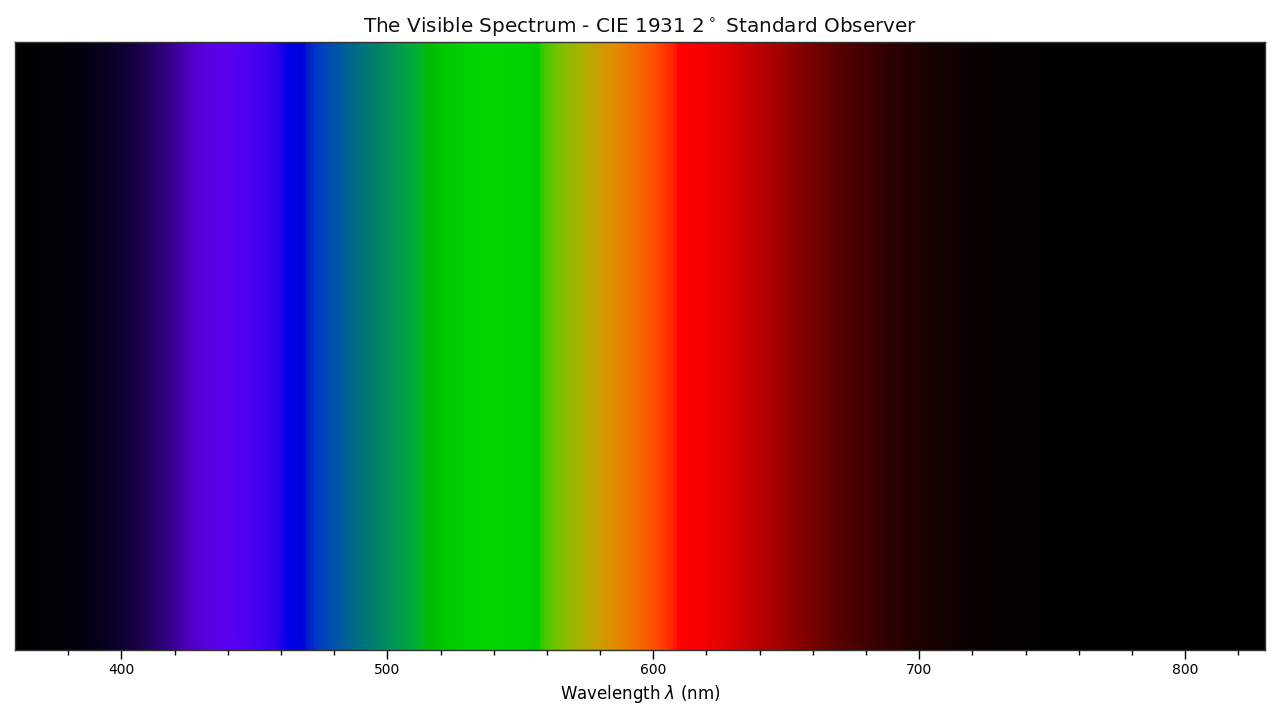 The Visible Spectrum - CIE 1931 2° Standard Observer
400 500 600 700 800
Wavelength λ (nm)